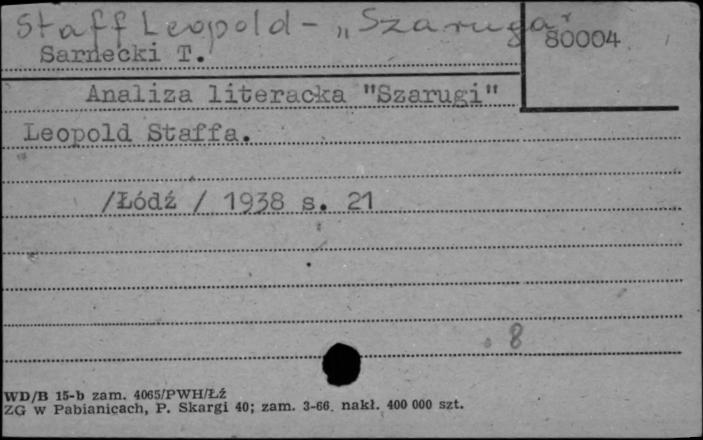 Staff Leopold - „Szaruga"
80004
Sarnecki T.
Analiza literacka "Szarugi"
Leopold Staffa.
/Łódź / 1938 s. 21
8
WD/B 15-b zam. 4065/PWH/Łź
ZG w Pabianicach, P. Skargi 40; zam. 3-66. nakł. 400 000 szt.